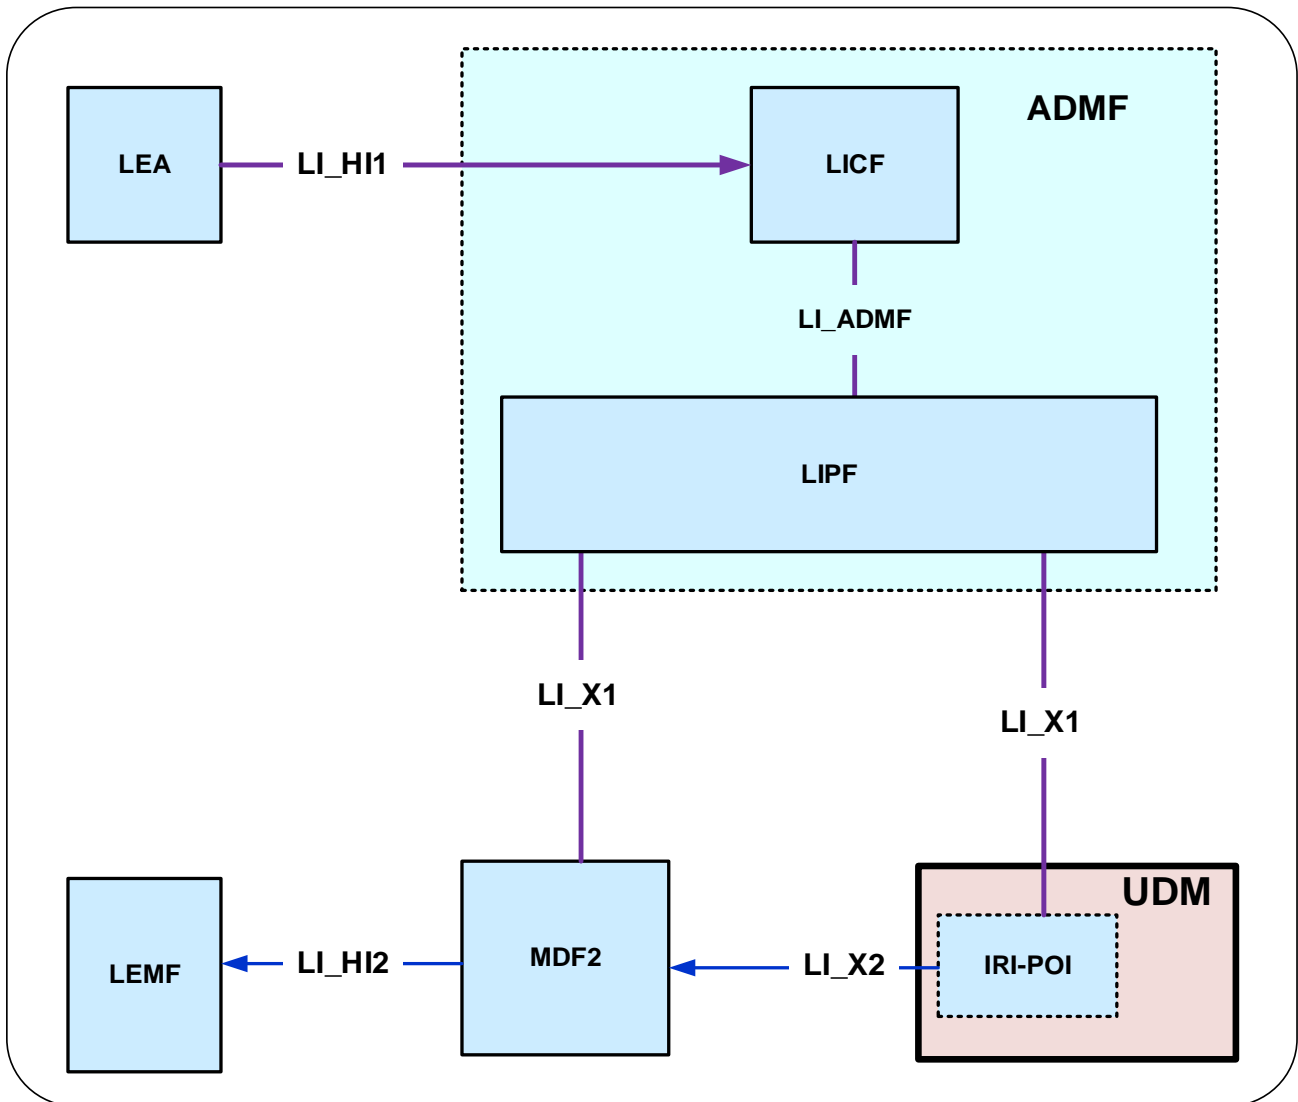 ADMF
LEA
LI_HI1
LICF
LI_ADMF
LIPF
LI_X1
LI_X1
UDM
LEMF
LI_HI2
MDF2
LI_X2
IRI-POI